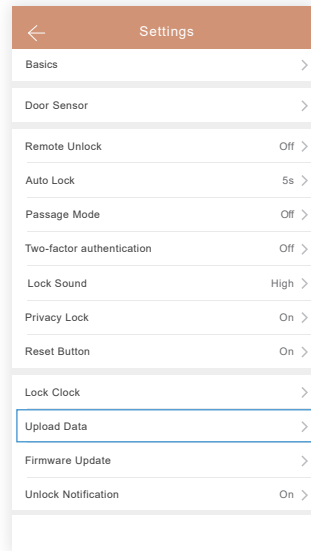 Settings
Basics
Door Sensor
Remote Unlock Off
Auto Lock 5s
Passage Mode Off
Two-factor authentication Off
Lock Sound High
Privacy Lock On
Reset Button On
Lock Clock
Upload Data
Firmware Update
Unlock Notification On